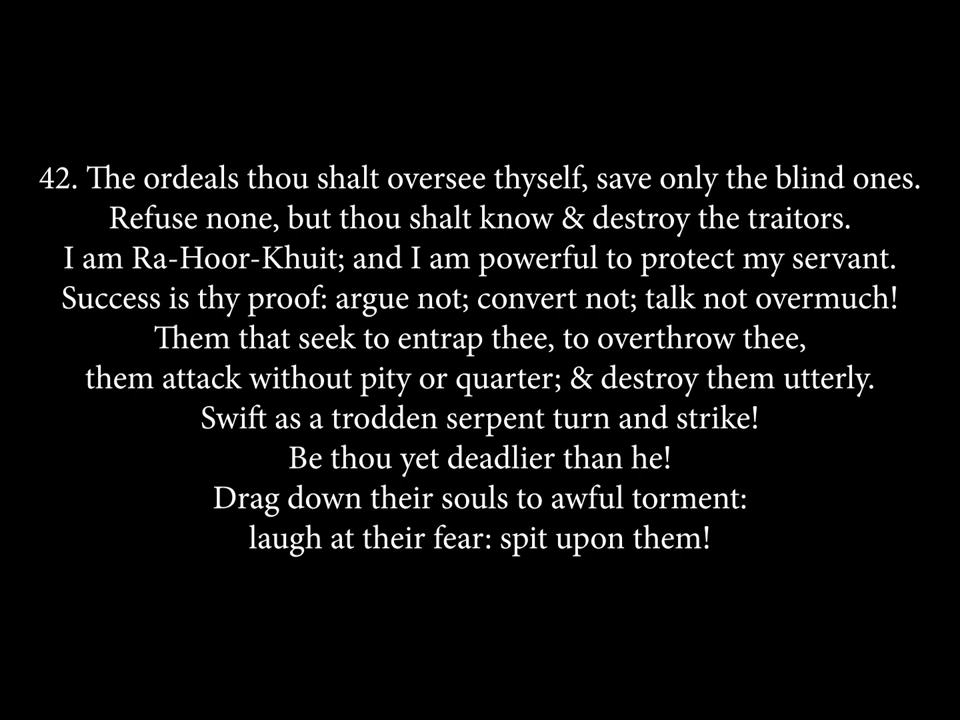 42. The ordeals thou shalt oversee thyself, save only the blind ones.
Refuse none, but thou shalt know & destroy the traitors.
I am Ra-Hoor-Khuit; and I am powerful to protect my servant.
Success is thy proof: argue not; convert not; talk not overmuch!
Them that seek to entrap thee, to overthrow thee,
them attack without pity or quarter; & destroy them utterly.
Swift as a trodden serpent turn and strike!
Be thou yet deadlier than he!
Drag down their souls to awful torment:
laugh at their fear: spit upon them!